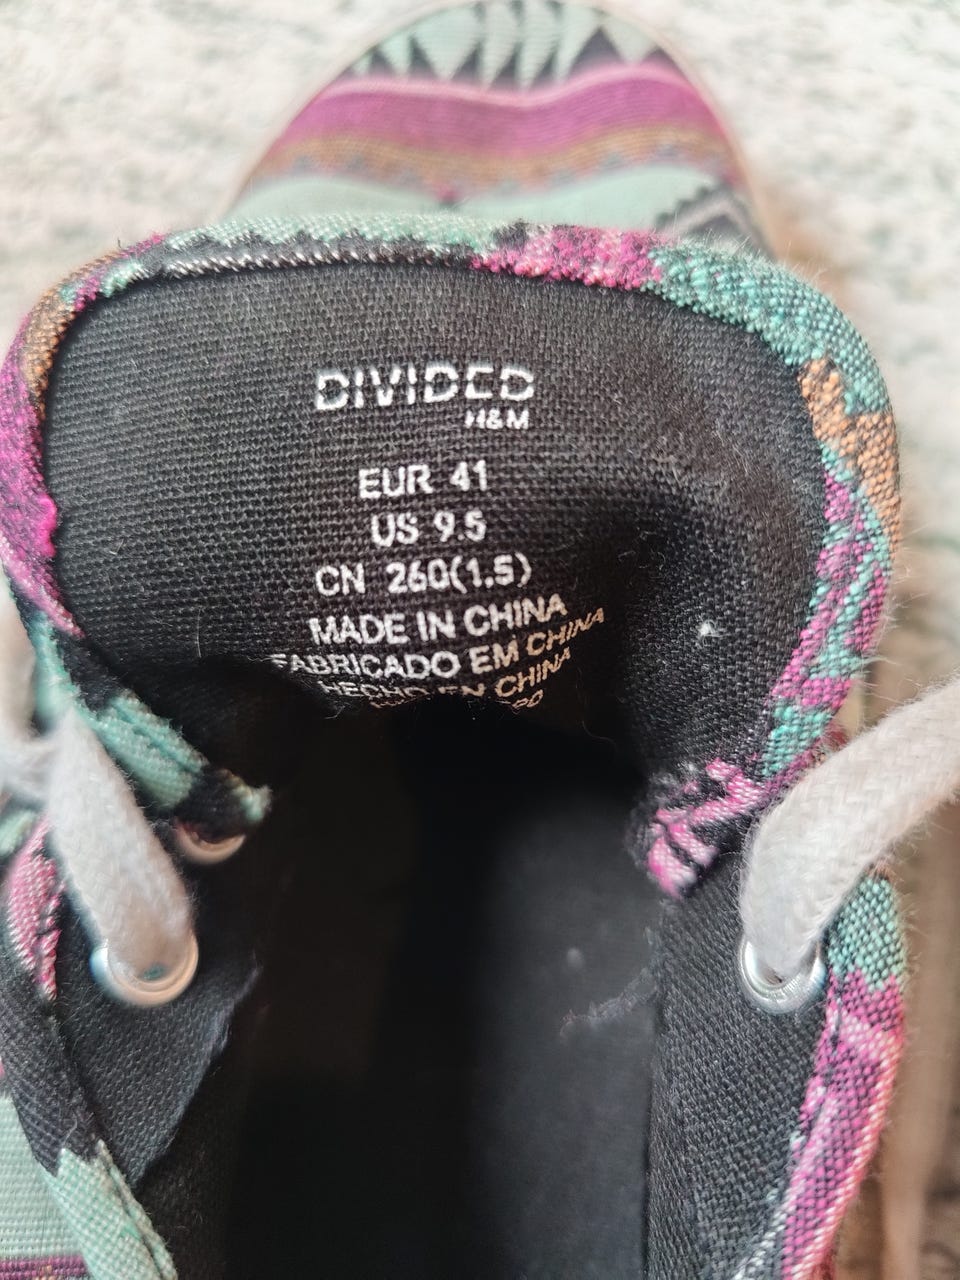 DIVIDED
H&M
EUR 41
US 9.5
CN 260(1.5)
MADE IN CHINA
FABRICADO EM CHINA
HECHO EN CHINA